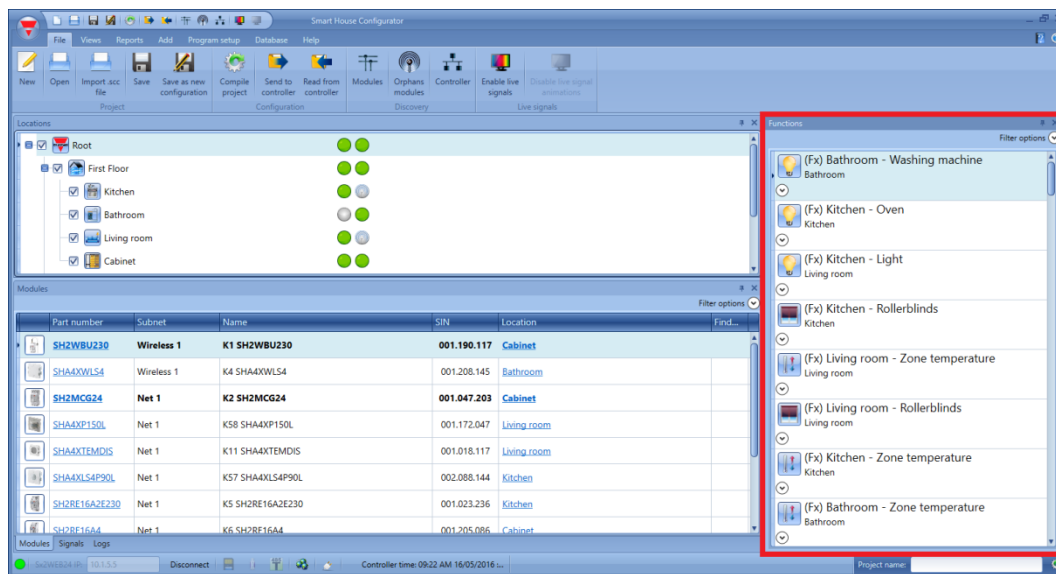 Smart House Configurator
File Views Reports Add Program setup Database Help
New Open Import .scc file Save Save as new configuration Compile project Send to controller Read from controller Modules Orphans modules Controller Enable live signals Disable live signal animations
Project Configuration Discovery Live signals
Locations
Root
First Floor
Kitchen
Bathroom
Living room
Cabinet
Modules
Filter options
Part number Subnet Name SIN Location Find...
SH2WBU230 Wireless 1 K1 SH2WBU230 001.190.117 Cabinet
SHA4XWLS4 Wireless 1 K4 SHA4XWLS4 001.208.145 Bathroom
SH2MCG24 Net 1 K2 SH2MCG24 001.047.203 Cabinet
SHA4XP150L Net 1 K58 SHA4XP150L 001.172.047 Living room
SHA4XTEMDIS Net 1 K11 SHA4XTEMDIS 001.018.117 Living room
SHA4XLS4P90L Net 1 K57 SHA4XLS4P90L 002.088.144 Kitchen
SH2RE16A2E230 Net 1 K5 SH2RE16A2E230 001.023.236 Kitchen
SH2RE16A4 Net 1 K6 SH2RE16A4 001.205.086 Cabinet
Modules Signals Logs
Functions
Filter options
(Fx) Bathroom - Washing machine
Bathroom
(Fx) Kitchen - Oven
Kitchen
(Fx) Kitchen - Light
Living room
(Fx) Kitchen - Rollerblinds
Kitchen
(Fx) Living room - Zone temperature
Living room
(Fx) Living room - Rollerblinds
Living room
(Fx) Kitchen - Zone temperature
Kitchen
(Fx) Bathroom - Zone temperature
Bathroom
Sx2WEB24 IP: 10.1.5.5 Disconnect Controller time: 09:22 AM 16/05/2016 :... Project name: